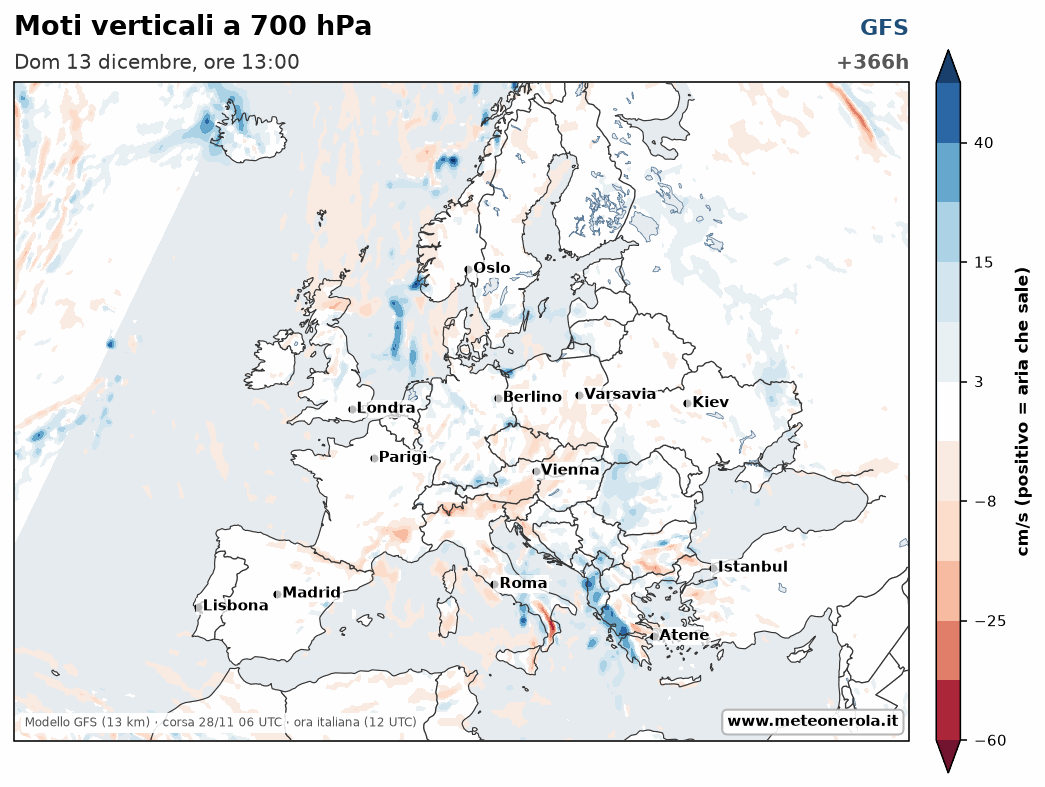 Moti verticali a 700 hPa
GFS
Dom 13 dicembre, ore 13:00
+366h
40
15
3
−8
−25
−60
cm/s (positivo = aria che sale)
Oslo
Berlino
Varsavia
Kiev
Londra
Parigi
Vienna
Istanbul
Roma
Madrid
Lisbona
Atene
Modello GFS (13 km) · corsa 28/11 06 UTC · ora italiana (12 UTC)
www.meteonerola.it